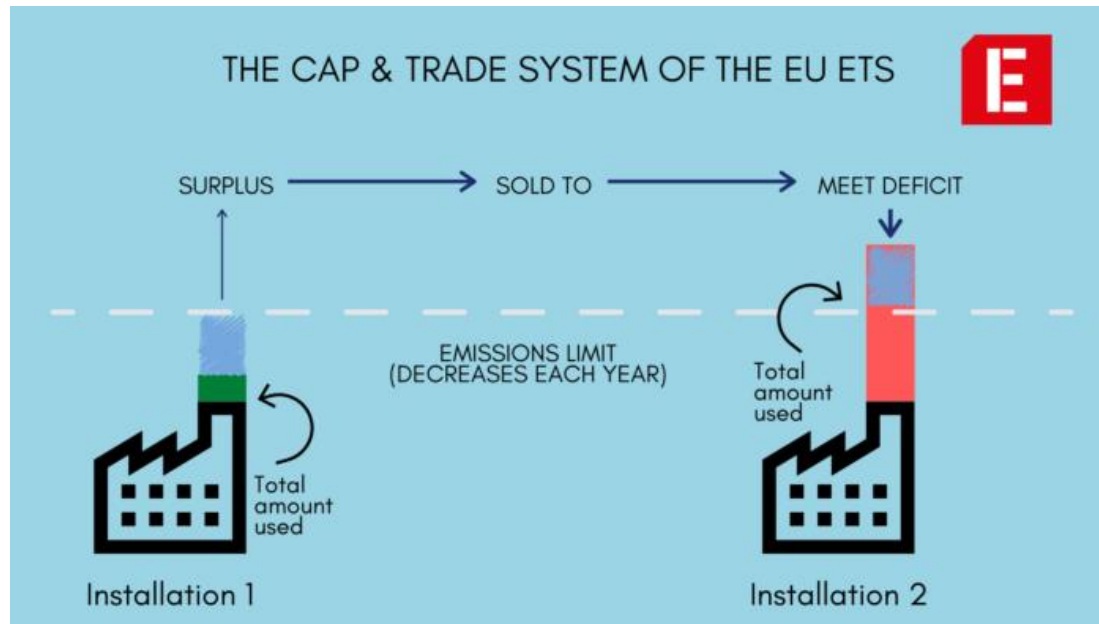 THE CAP & TRADE SYSTEM OF THE EU ETS
E
SURPLUS
SOLD TO
MEET DEFICIT
EMISSIONS LIMIT
(DECREASES EACH YEAR)
Total
amount
used
Total
amount
used
Installation 1
Installation 2